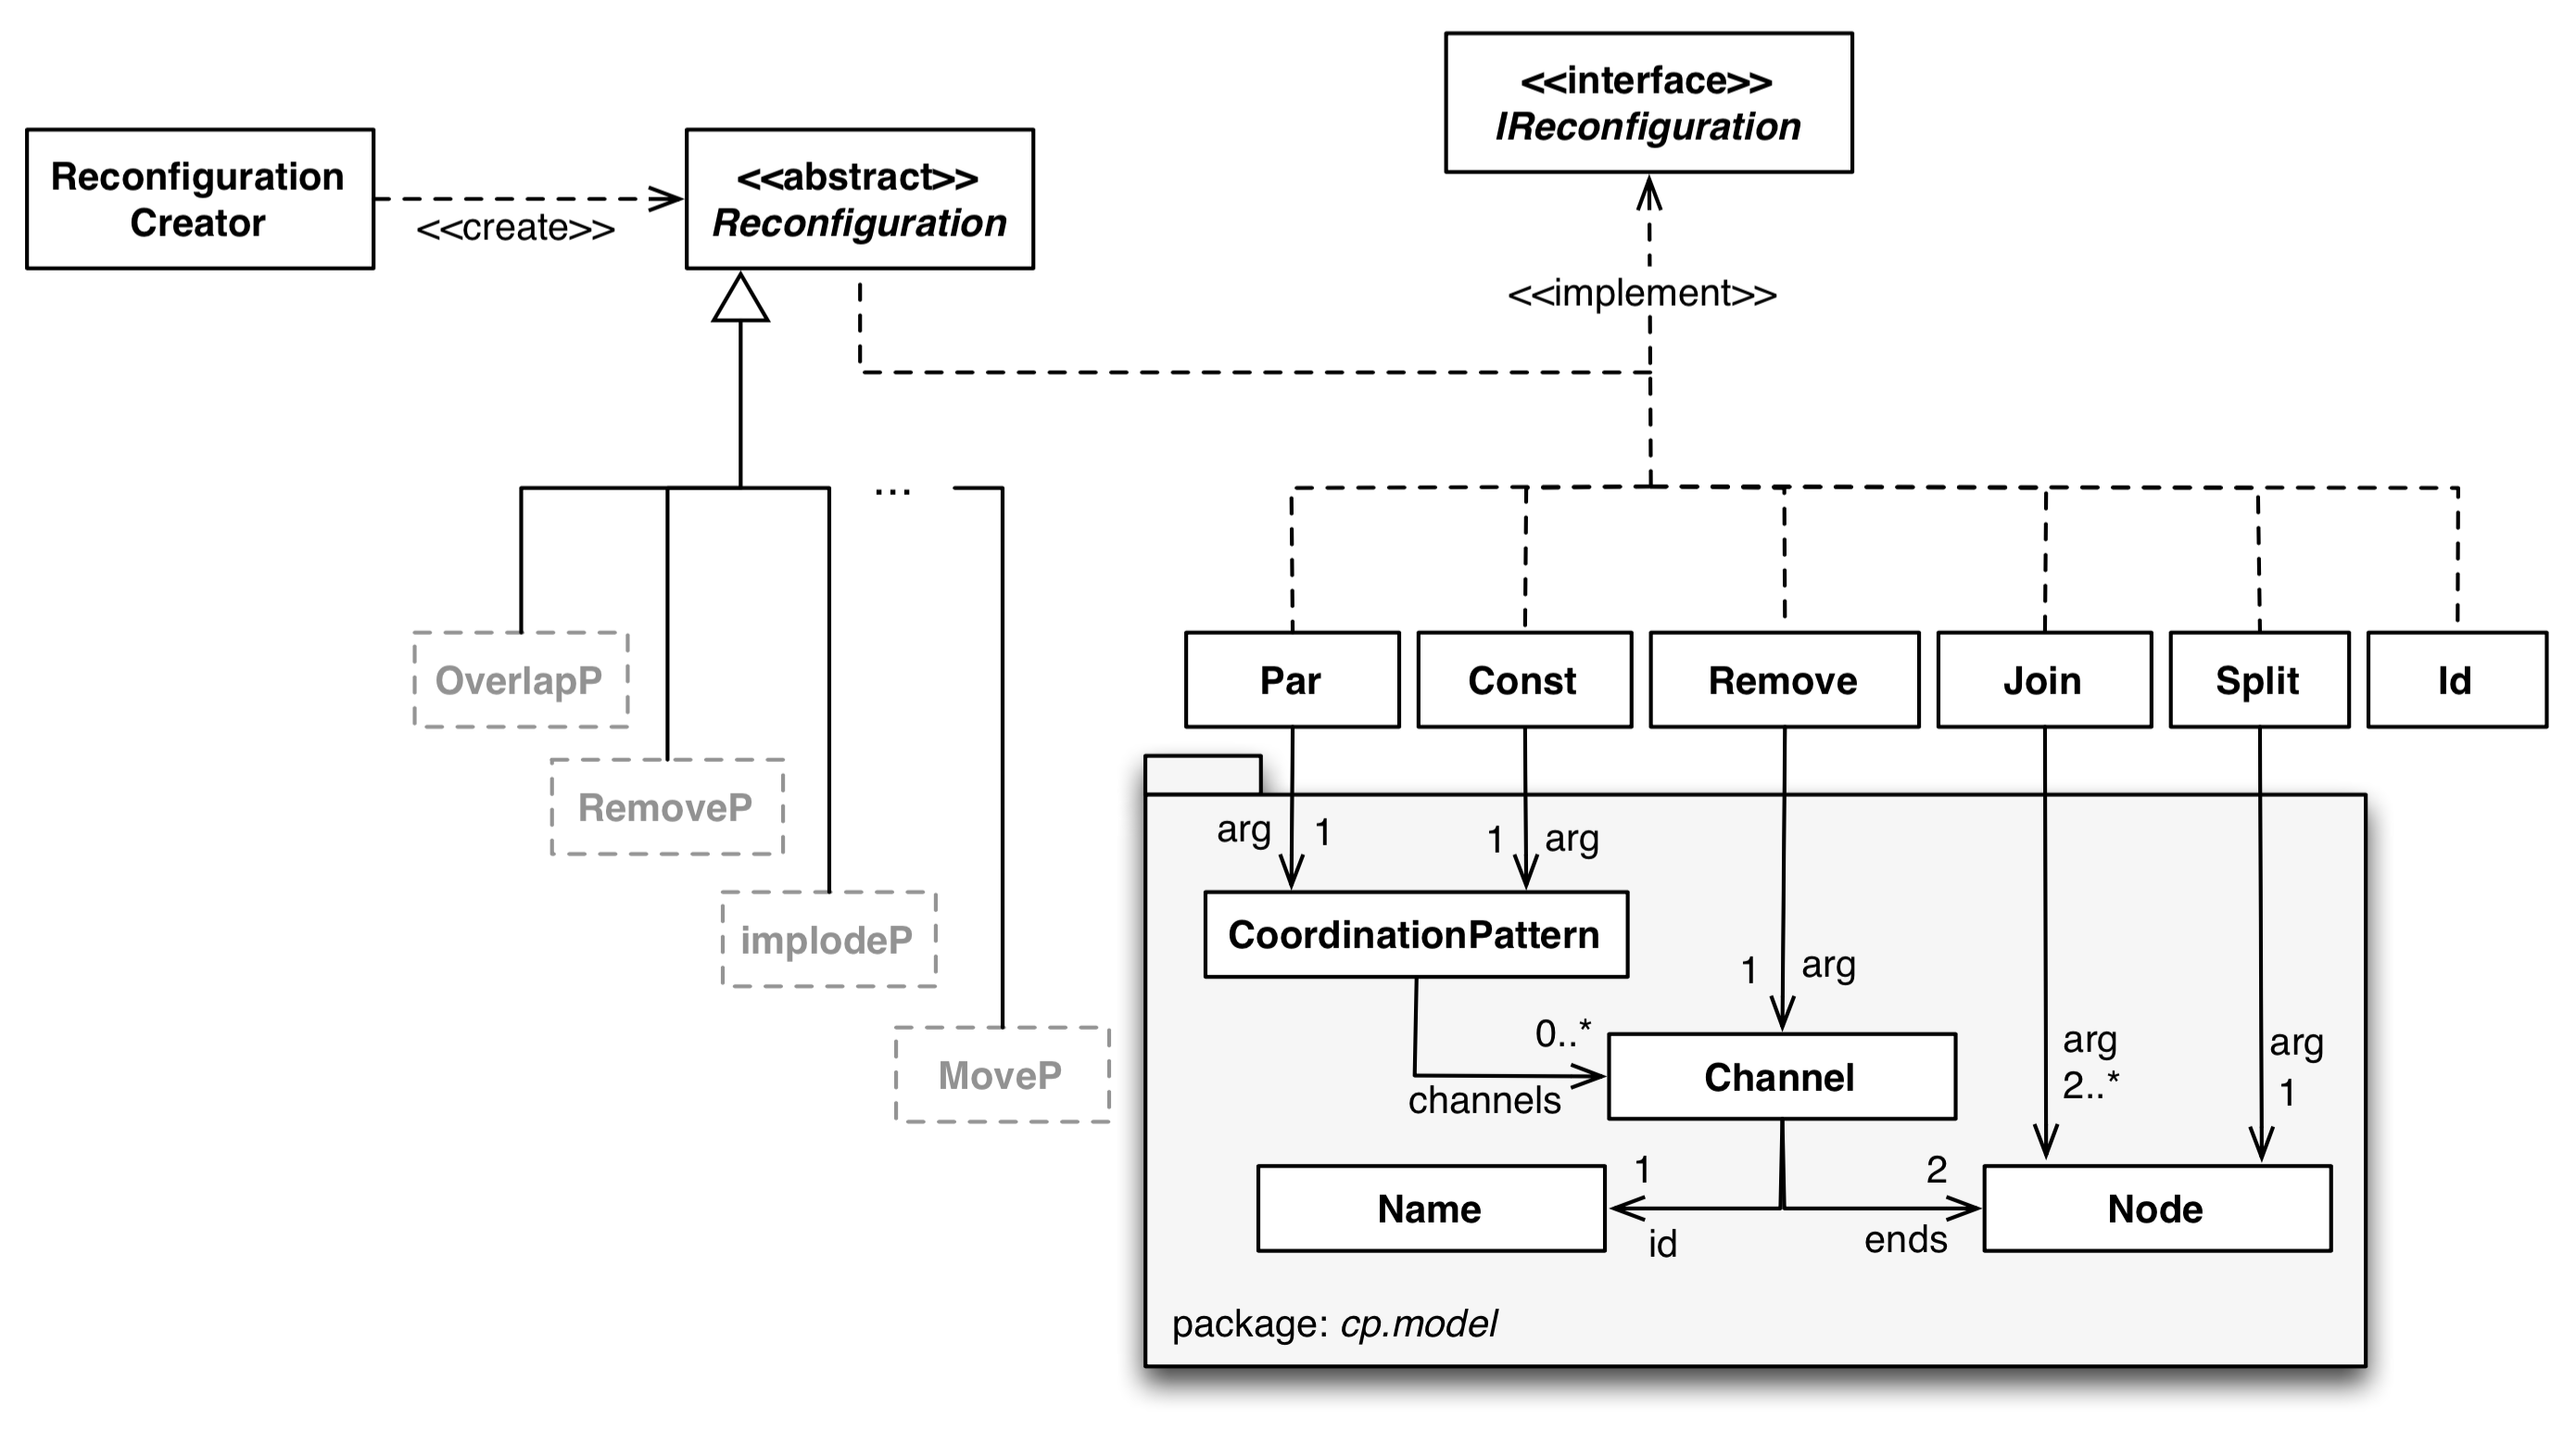 <<interface>>
IReconfiguration
Reconfiguration
Creator
<<create>>
<<abstract>>
Reconfiguration
<<implement>>
...
OverlapP
RemoveP
implodeP
MoveP
Par
Const
Remove
Join
Split
Id
arg
1
1
arg
CoordinationPattern
1
arg
0..*
channels
Channel
arg
2..*
arg
1
1
id
2
ends
Name
Node
package: cp.model